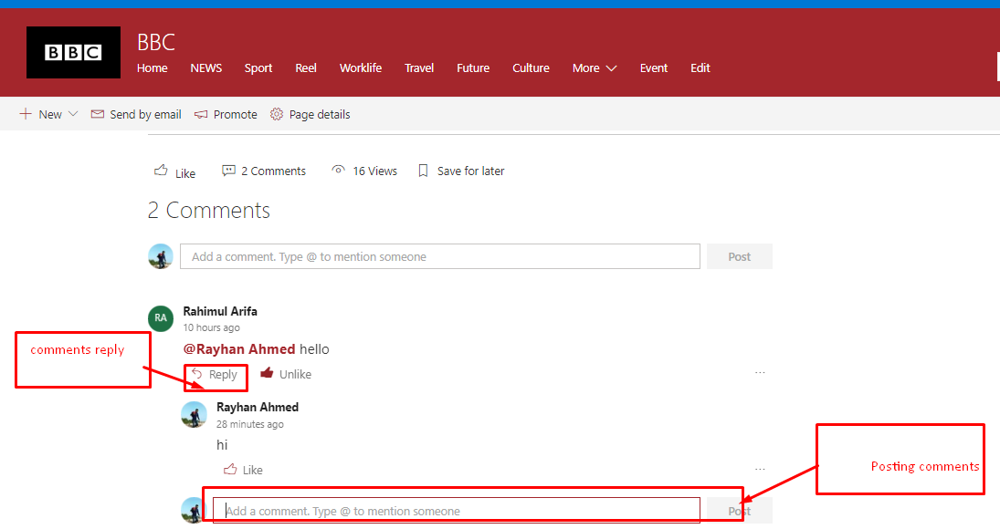 BBC
BBC
Home NEWS Sport Reel Worklife Travel Future Culture More Event Edit
New Send by email Promote Page details
Like 2 Comments 16 Views Save for later
2 Comments
Add a comment. Type @ to mention someone Post
RA Rahimul Arifa
10 hours ago
comments reply
@Rayhan Ahmed hello
Reply Unlike ...
Rayhan Ahmed
28 minutes ago
hi
Like ...
Posting comments
Add a comment. Type @ to mention someone Post